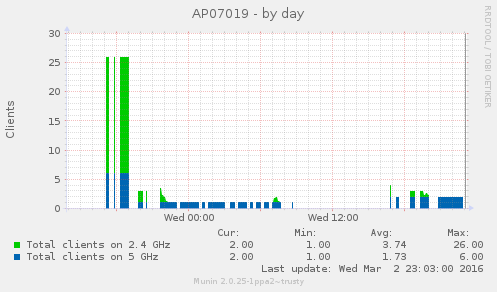 AP07019 - by day
RRDTOOL / TOBI OETIKER
Clients
30
25
20
15
10
5
0
Wed 00:00 Wed 12:00
Cur: Min: Avg: Max:
Total clients on 2.4 GHz 2.00 1.00 3.74 26.00
Total clients on 5 GHz 2.00 1.00 1.73 6.00
Last update: Wed Mar 2 23:03:00 2016
Munin 2.0.25-1ppa2~trusty